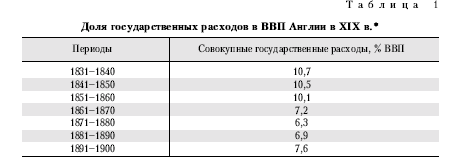 Таблица 1
Доля государственных расходов в ВВП Англии в XIX в.*
Периоды Совокупные государственные расходы, % ВВП
1831–1840 10,7
1841–1850 10,5
1851–1860 10,1
1861–1870 7,2
1871–1880 6,3
1881–1890 6,9
1891–1900 7,6